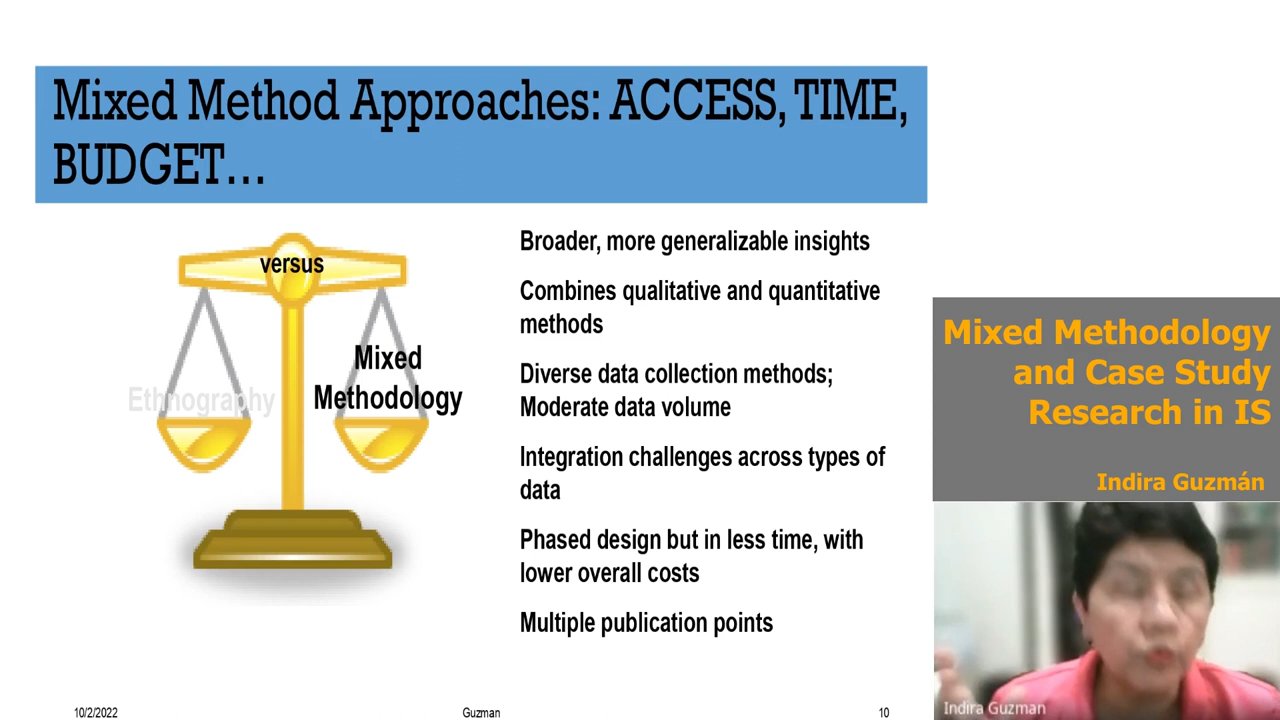 Mixed Method Approaches: ACCESS, TIME,
BUDGET...
versus
Ethnography
Mixed
Methodology
Broader, more generalizable insights
Combines qualitative and quantitative
methods
Diverse data collection methods;
Moderate data volume
Integration challenges across types of
data
Phased design but in less time, with
lower overall costs
Multiple publication points
10/2/2022
Guzman
10
Mixed Methodology
and Case Study
Research in IS
Indira Guzmán
Indira Guzman